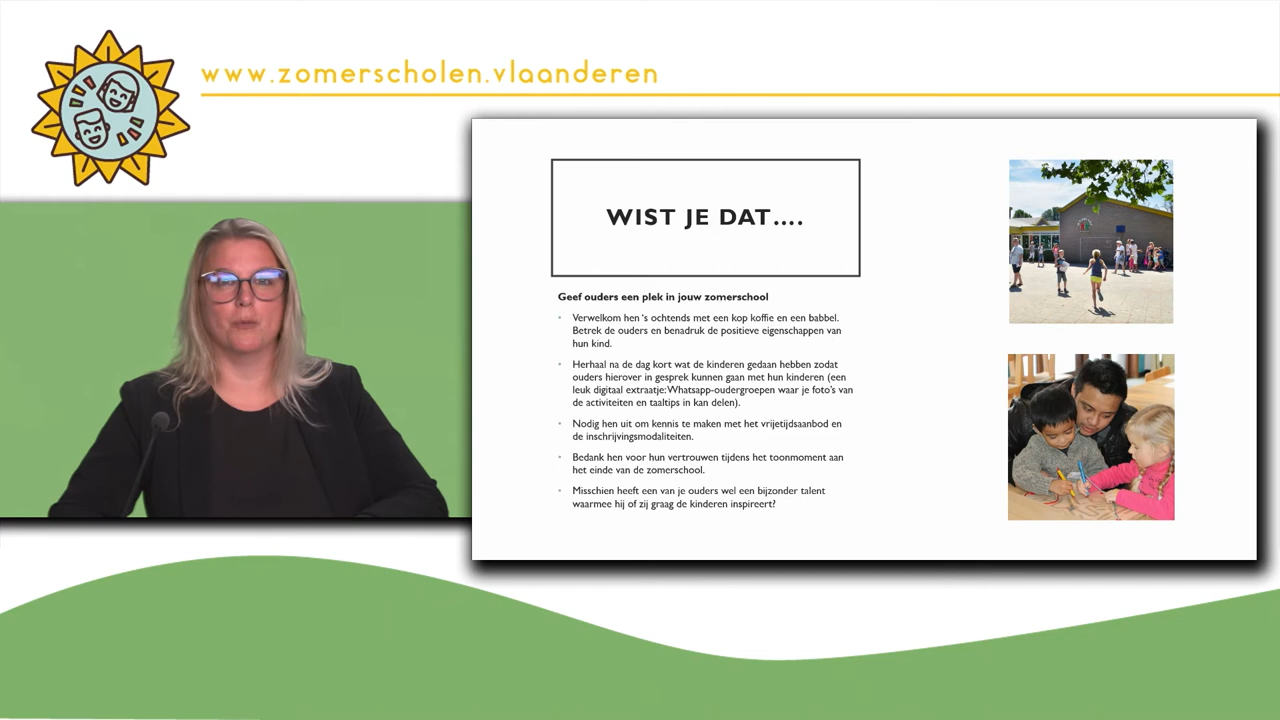 www.zomerscholen.vlaanderen
WIST JE DAT....
Geef ouders een plek in jouw zomerschool
Verwelkom hen 's ochtends met een kop koffie en een babbel.
Betrek de ouders en benadruk de positieve eigenschappen van
hun kind.
Herhaal na de dag kort wat de kinderen gedaan hebben zodat
ouders hierover in gesprek kunnen gaan met hun kinderen (een
leuk digitaal extraatje: Whatsapp-oudergroepen waar je foto's van
de activiteiten en taaltips in kan delen).
Nodig hen uit om kennis te maken met het vrijetijdsaanbod en
de inschrijvingsmodaliteiten.
Bedank hen voor hun vertrouwen tijdens het toonmoment aan
het einde van de zomerschool.
Misschien heeft een van je ouders wel een bijzonder talent
waarmee hij of zij graag de kinderen inspireert?